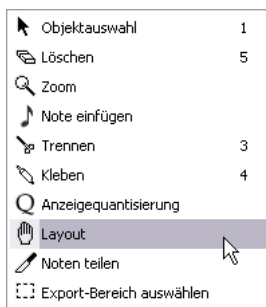 Objektauswahl 1
Löschen 5
Zoom
Note einfügen
Trennen 3
Kleben 4
Anzeigequantisierung
Layout
Noten teilen
Export-Bereich auswählen